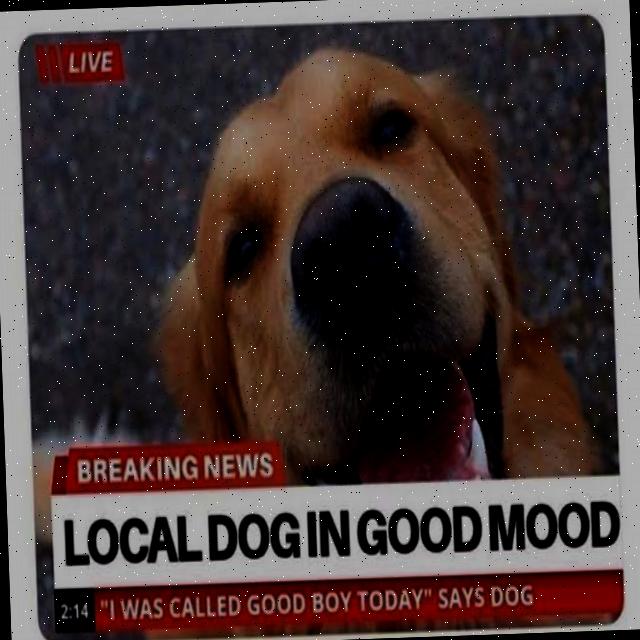 LIVE
BREAKING NEWS
LOCAL DOG IN GOOD MOOD
2:14 "I WAS CALLED GOOD BOY TODAY" SAYS DOG